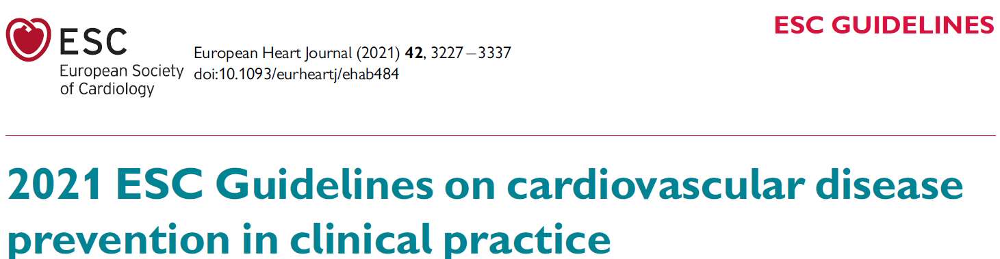 ESC GUIDELINES
ESC
European Society
of Cardiology
European Heart Journal (2021) 42, 3227–3337
doi:10.1093/eurheartj/ehab484
2021 ESC Guidelines on cardiovascular disease
prevention in clinical practice